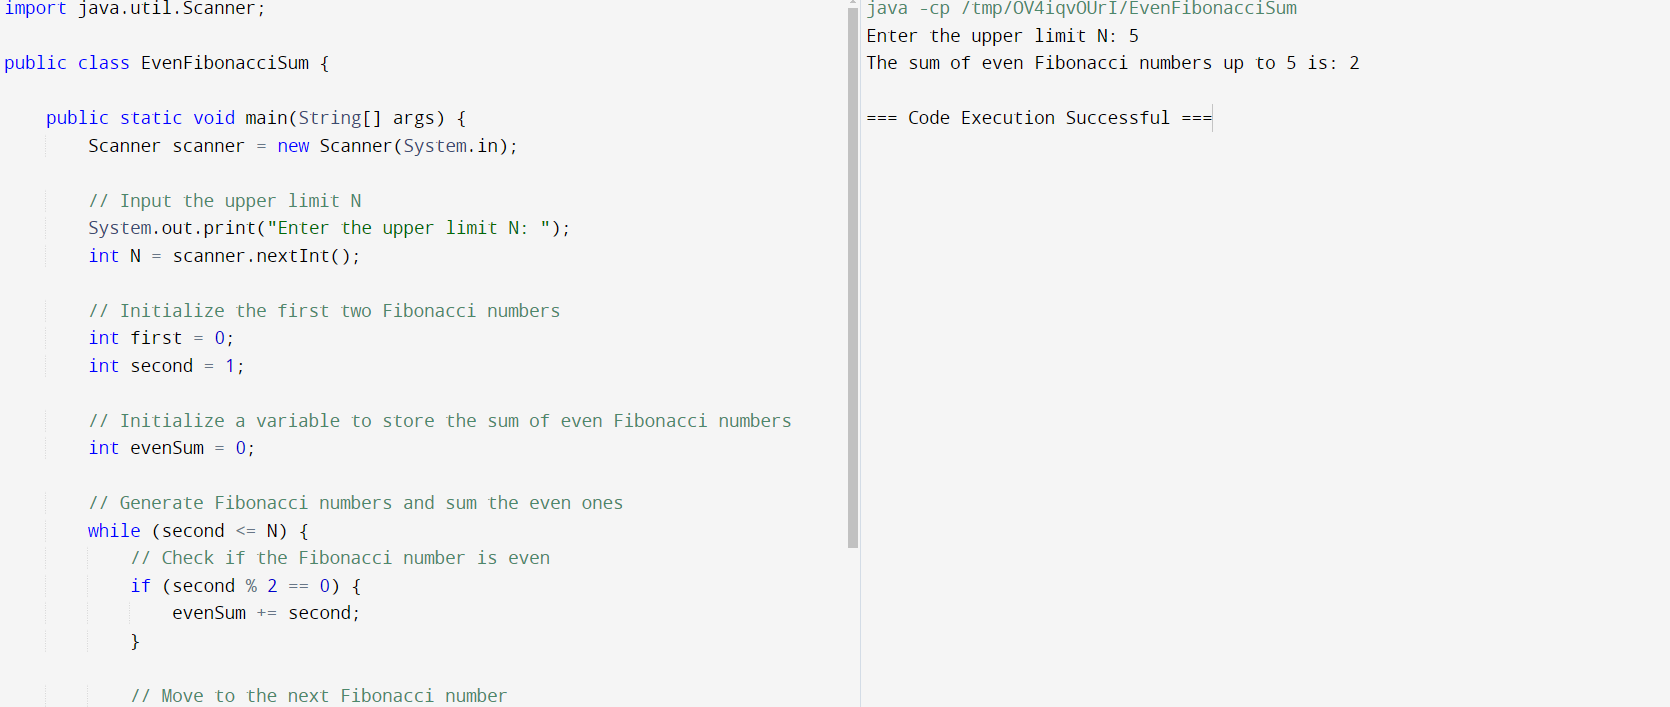 import java.util.Scanner;
public class EvenFibonacciSum {
public static void main(String[] args) {
Scanner scanner = new Scanner(System.in);
// Input the upper limit N
System.out.print("Enter the upper limit N: ");
int N = scanner.nextInt();
// Initialize the first two Fibonacci numbers
int first = 0;
int second = 1;
// Initialize a variable to store the sum of even Fibonacci numbers
int evenSum = 0;
// Generate Fibonacci numbers and sum the even ones
while (second <= N) {
// Check if the Fibonacci number is even
if (second % 2 == 0) {
evenSum += second;
}
// Move to the next Fibonacci number
java -cp /tmp/OV4iqvOUrI/EvenFibonacciSum
Enter the upper limit N: 5
The sum of even Fibonacci numbers up to 5 is: 2
=== Code Execution Successful ===